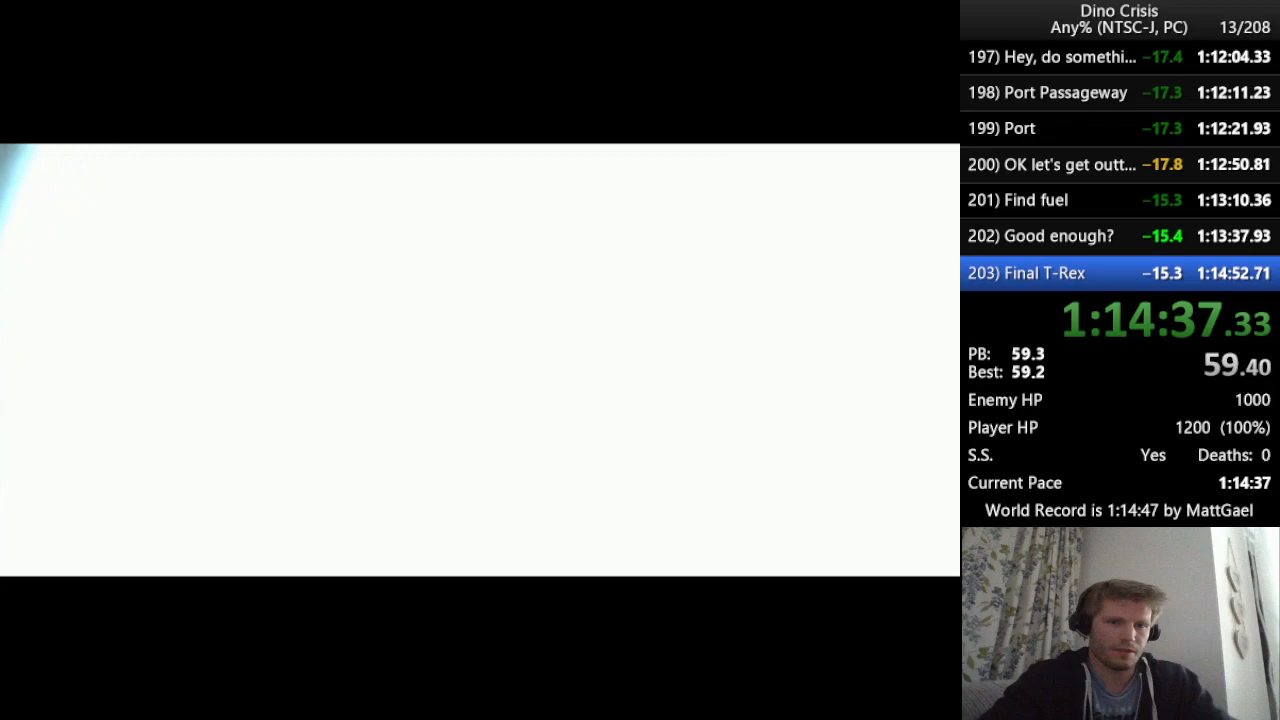 Dino Crisis
Any% (NTSC-J, PC) 13/208
197) Hey, do somethi... −17.4 1:12:04.33
198) Port Passageway −17.3 1:12:11.23
199) Port −17.3 1:12:21.93
200) OK let's get outt... −17.8 1:12:50.81
201) Find fuel −15.3 1:13:10.36
202) Good enough? −15.4 1:13:37.93
203) Final T-Rex −15.3 1:14:52.71
1:14:37.33
PB: 59.3
59.40
Best: 59.2
Enemy HP 1000
Player HP 1200 (100%)
S.S. Yes Deaths: 0
Current Pace 1:14:37
World Record is 1:14:47 by MattGael